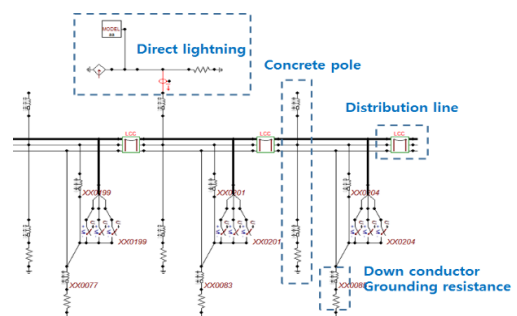 MODEL
Direct lightning
Concrete pole
Distribution line
LCC
LCC
LCC
XX0199
XX0201
XX0204
XX0199
XX0201
XX0204
XX0077
XX0083
Down conductor
Grounding resistance